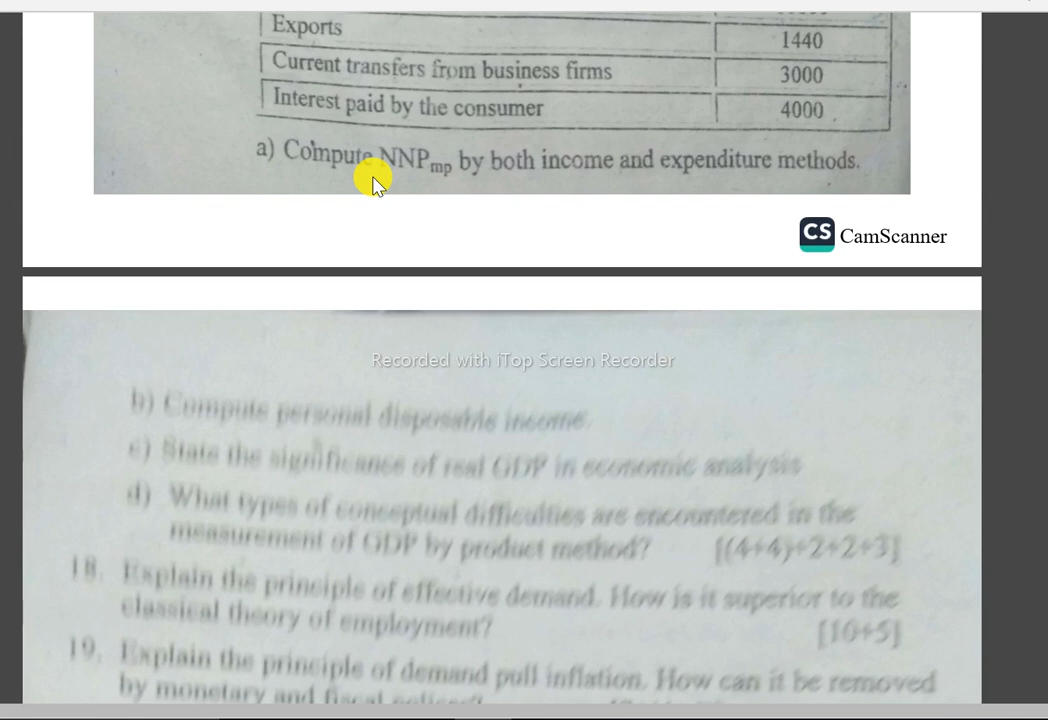 Exports 1440
Current transfers from business firms 3000
Interest paid by the consumer 4000
a) Compute NNPmp by both income and expenditure methods.
CS CamScanner
Recorded with iTop Screen Recorder
b) Compute personal disposable income.
c) State the significance of real GDP in economic analysis
d) What types of conceptual difficulties are encountered in the
measurement of GDP by product method? [(4+4)+2+2+3]
18. Explain the principle of effective demand. How is it superior to the
classical theory of employment? [10+5]
19. Explain the principle of demand pull inflation. How can it be removed
by monetary and fiscal